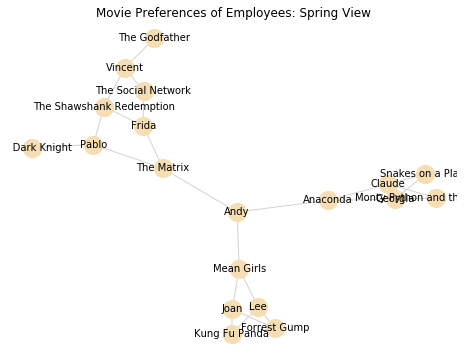 Movie Preferences of Employees: Spring View
The Godfather
Vincent
The Social Network
The Shawshank Redemption
Frida
Dark Knight
Pablo
The Matrix
Snakes on a Pla
Claude
Monty Python and th
Georgia
Anaconda
Andy
Mean Girls
Joan
Lee
Forrest Gump
Kung Fu Panda